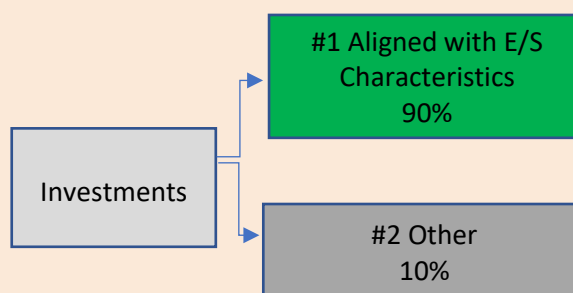 #1 Aligned with E/S
Characteristics
90%
Investments
#2 Other
10%